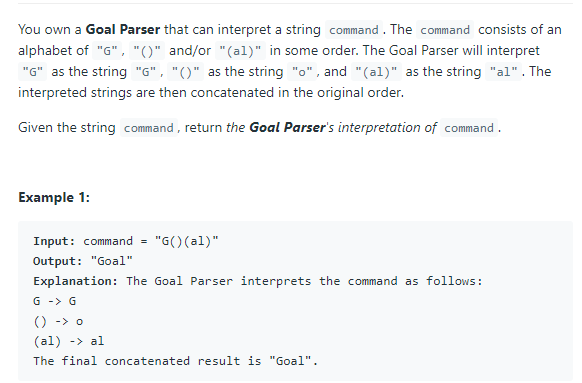 You own a Goal Parser that can interpret a string command. The command consists of an
alphabet of "G", "()" and/or "(al)" in some order. The Goal Parser will interpret
"G" as the string "G", "()" as the string "o", and "(al)" as the string "al". The
interpreted strings are then concatenated in the original order.
Given the string command, return the Goal Parser's interpretation of command.
Example 1:
Input: command = "G()(al)"
Output: "Goal"
Explanation: The Goal Parser interprets the command as follows:
G -> G
() -> o
(al) -> al
The final concatenated result is "Goal".